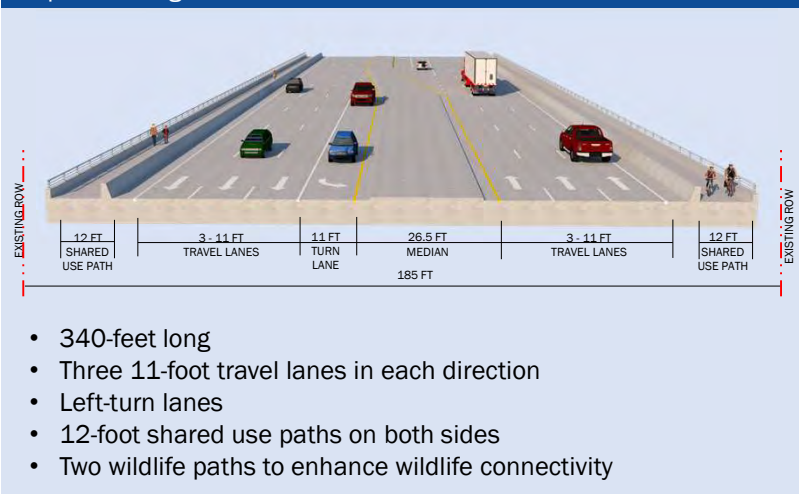 EXISTING ROW
EXISTING ROW
12 FT
SHARED
USE PATH
3 - 11 FT
TRAVEL LANES
11 FT
TURN
LANE
26.5 FT
MEDIAN
3 - 11 FT
TRAVEL LANES
12 FT
SHARED
USE PATH
185 FT
• 340-feet long
• Three 11-foot travel lanes in each direction
• Left-turn lanes
• 12-foot shared use paths on both sides
• Two wildlife paths to enhance wildlife connectivity